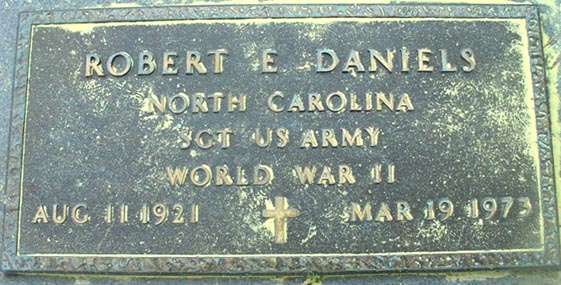 ROBERT E DANIELS
NORTH CAROLINA
SGT US ARMY
WORLD WAR II
AUG 11 1921 MAR 19 1973